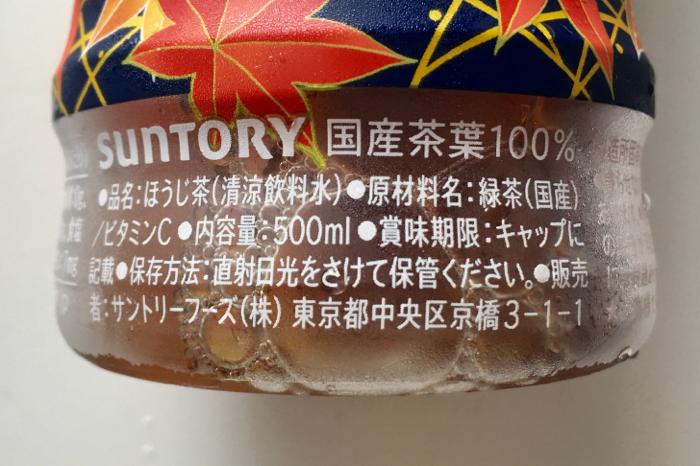 SUNTORY 国産茶葉100%
●品名:ほうじ茶(清涼飲料水)●原材料名:緑茶(国産)
/ビタミンC●内容量:500ml●賞味期限:キャップに
記載●保存方法:直射日光をさけて保管ください。●販売
者:サントリーフーズ(株) 東京都中央区京橋3-1-1